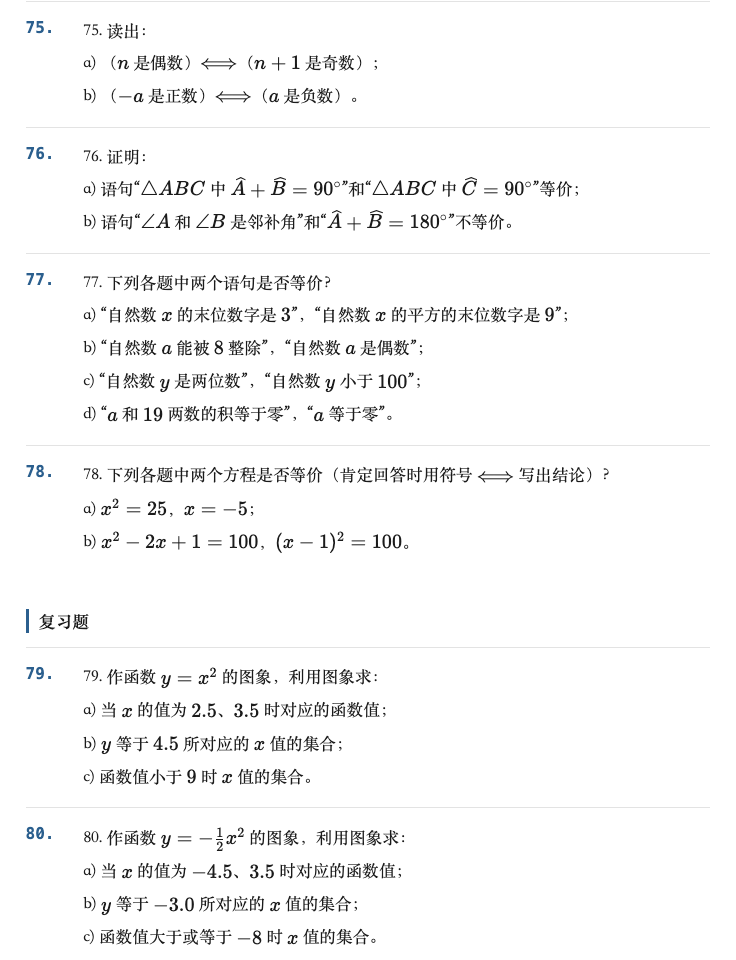 75. 75. 读出：
a) （n 是偶数）⟺（n + 1 是奇数）；
b) （−a 是正数）⟺（a 是负数）。
76. 76. 证明：
a) 语句“△ABC 中 Â + B̂ = 90°”和“△ABC 中 Ĉ = 90°”等价；
b) 语句“∠A 和 ∠B 是邻补角”和“Â + B̂ = 180°”不等价。
77. 77. 下列各题中两个语句是否等价？
a) “自然数 x 的末位数字是 3”，“自然数 x 的平方的末位数字是 9”；
b) “自然数 a 能被 8 整除”，“自然数 a 是偶数”；
c) “自然数 y 是两位数”，“自然数 y 小于 100”；
d) “a 和 19 两数的积等于零”，“a 等于零”。
78. 78. 下列各题中两个方程是否等价（肯定回答时用符号 ⟺ 写出结论）？
a) x² = 25，x = −5；
b) x² − 2x + 1 = 100，(x − 1)² = 100。
复习题
79. 79. 作函数 y = x² 的图象，利用图象求：
a) 当 x 的值为 2.5、3.5 时对应的函数值；
b) y 等于 4.5 所对应的 x 值的集合；
c) 函数值小于 9 时 x 值的集合。
80. 80. 作函数 y = −½x² 的图象，利用图象求：
a) 当 x 的值为 −4.5、3.5 时对应的函数值；
b) y 等于 −3.0 所对应的 x 值的集合；
c) 函数值大于或等于 −8 时 x 值的集合。